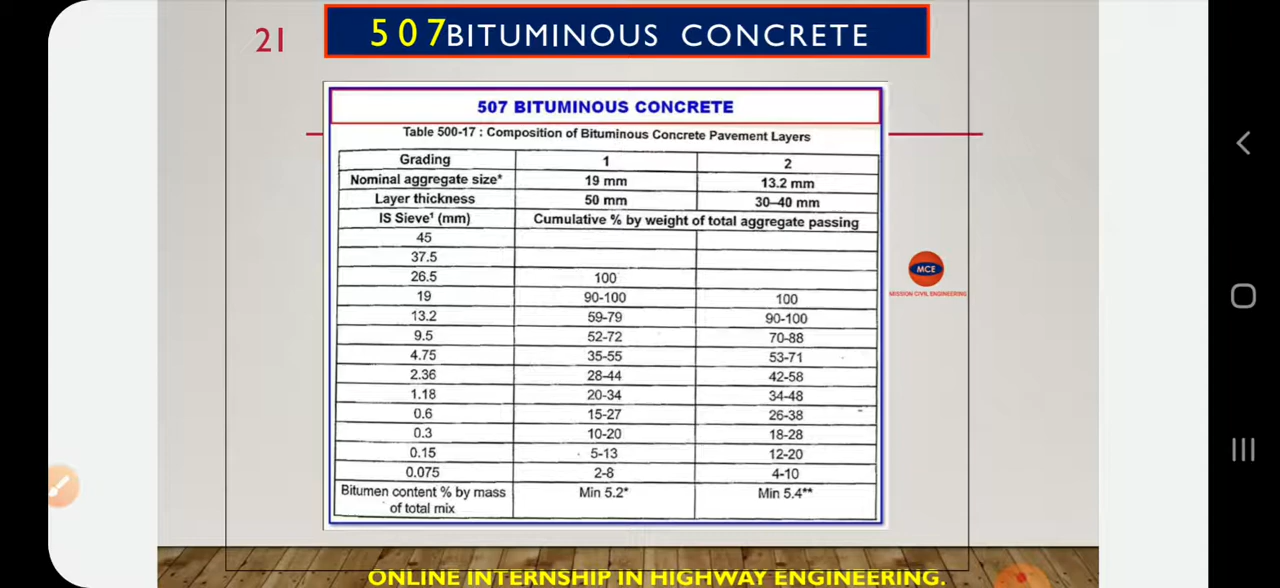 21
507 BITUMINOUS CONCRETE
507 BITUMINOUS CONCRETE
Table 500-17 : Composition of Bituminous Concrete Pavement Layers
Grading 1 2
Nominal aggregate size* 19 mm 13.2 mm
Layer thickness 50 mm 30–40 mm
IS Sieve¹ (mm) Cumulative % by weight of total aggregate passing
45
37.5
26.5 100
19 90-100 100
13.2 59-79 90-100
9.5 52-72 70-88
4.75 35-55 53-71
2.36 28-44 42-58
1.18 20-34 34-48
0.6 15-27 26-38
0.3 10-20 18-28
0.15 5-13 12-20
0.075 2-8 4-10
Bitumen content % by mass Min 5.2* Min 5.4**
of total mix
MCE
MISSION CIVIL ENGINEERING
ONLINE INTERNSHIP IN HIGHWAY ENGINEERING.